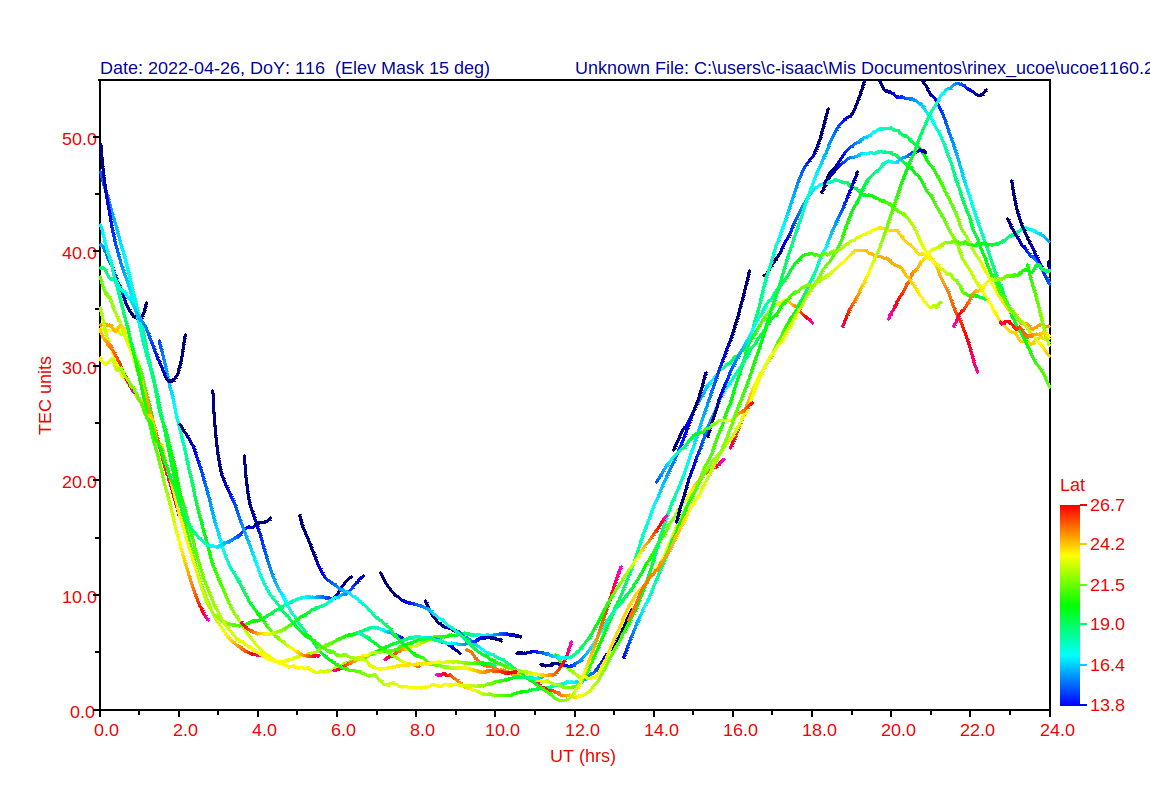 Date: 2022-04-26, DoY: 116  (Elev Mask 15 deg)
Unknown File: C:\users\c-isaac\Mis Documentos\rinex_ucoe\ucoe1160.2
50.0
40.0
30.0
20.0
10.0
0.0
TEC units
0.0 2.0 4.0 6.0 8.0 10.0 12.0 14.0 16.0 18.0 20.0 22.0 24.0
UT (hrs)
Lat
26.7
24.2
21.5
19.0
16.4
13.8